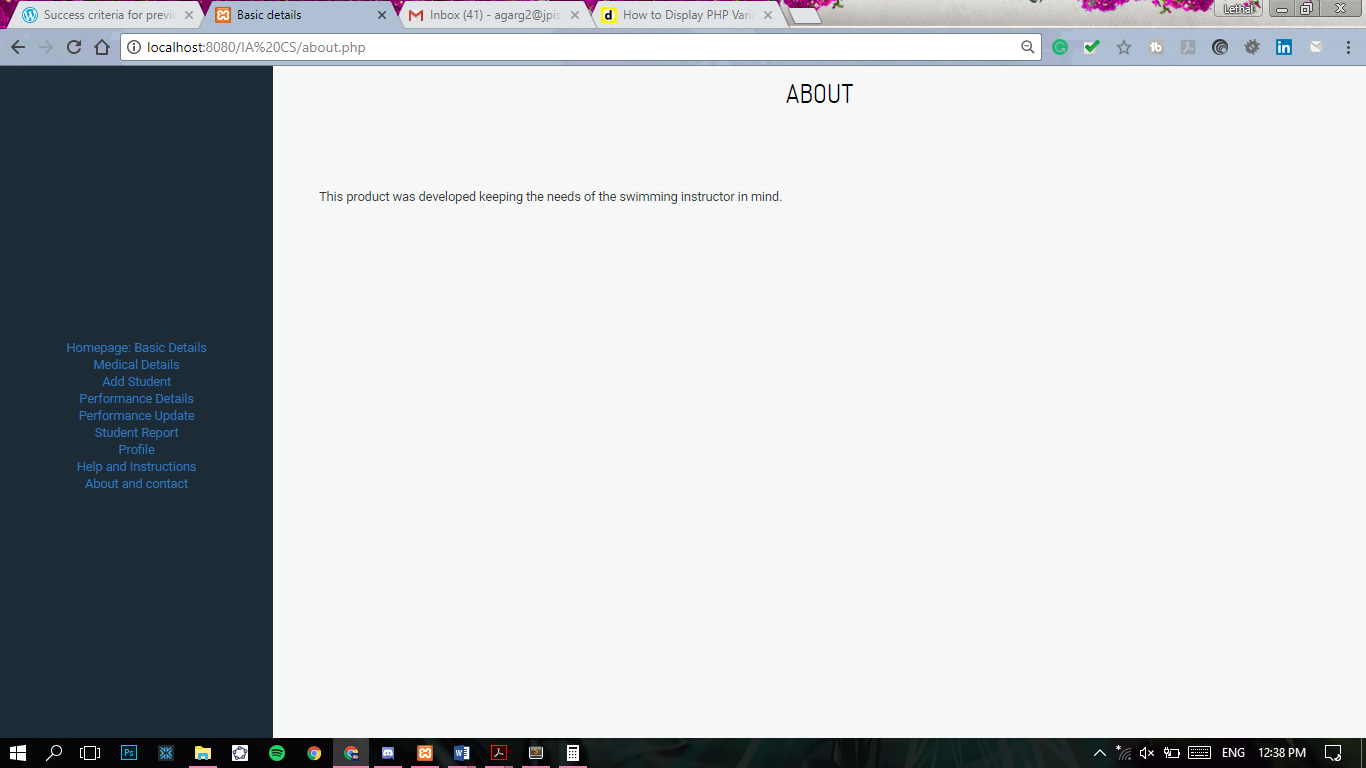 Success criteria for previ
Basic details
Inbox (41) - agarg2@jpis
How to Display PHP Vari
Lethal
localhost:8080/IA%20CS/about.php
ABOUT
This product was developed keeping the needs of the swimming instructor in mind.
Homepage: Basic Details
Medical Details
Add Student
Performance Details
Performance Update
Student Report
Profile
Help and Instructions
About and contact
ENG
12:38 PM